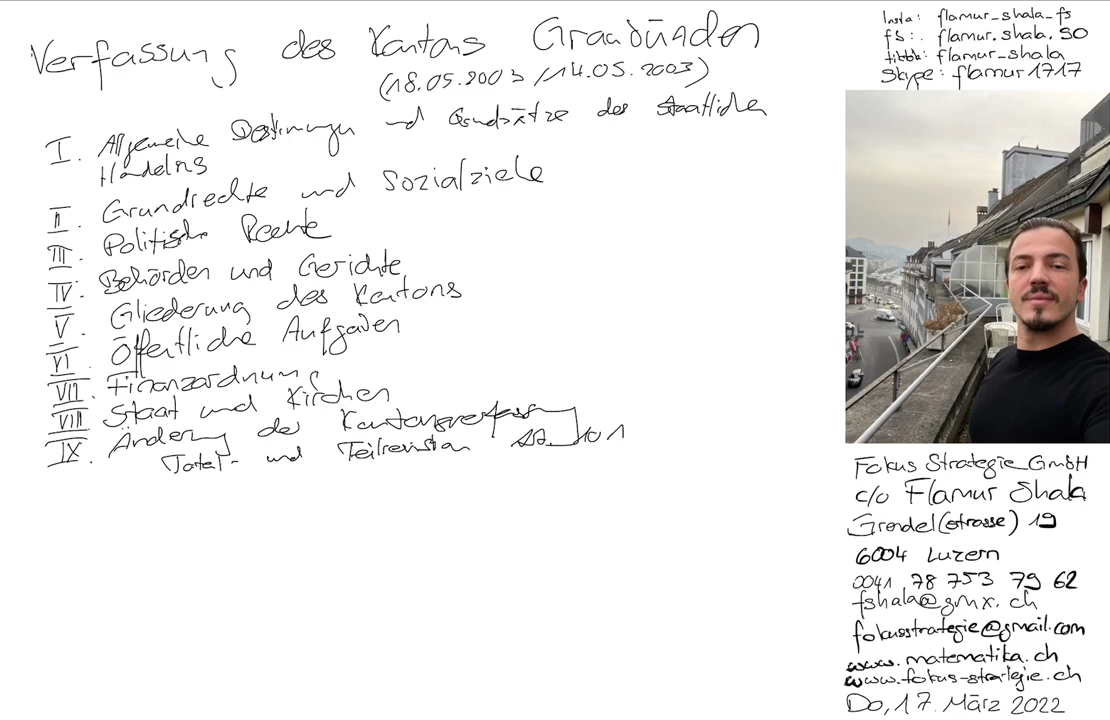 Verfassung des Kantons Graubünden
(18.05.2003 / 14.05.2003)
I. Allgemeine Bestimmungen und Grundsätze des staatlichen
Handelns
II. Grundrechte und Sozialziele
III. Politische Rechte
IV. Behörden und Gerichte
V. Gliederung des Kantons
VI. Öffentliche Aufgaben
VII. Finanzordnung
VIII. Staat und Kirchen
IX. Änderung der Kantonsverfassung
Total- und Teilrevision
Insta: flamur_shala_fs
fb: flamur.shala.90
tiktok: flamur_shala
Skype: flamur1717
Fokus Strategie GmbH
c/o Flamur Shala
Grendel(strasse) 19
6004 Luzern
0041 78 753 79 62
fshala@gmx.ch
fokusstrategie@gmail.com
www.matematika.ch
www.fokus-strategie.ch
Do, 17. März 2022